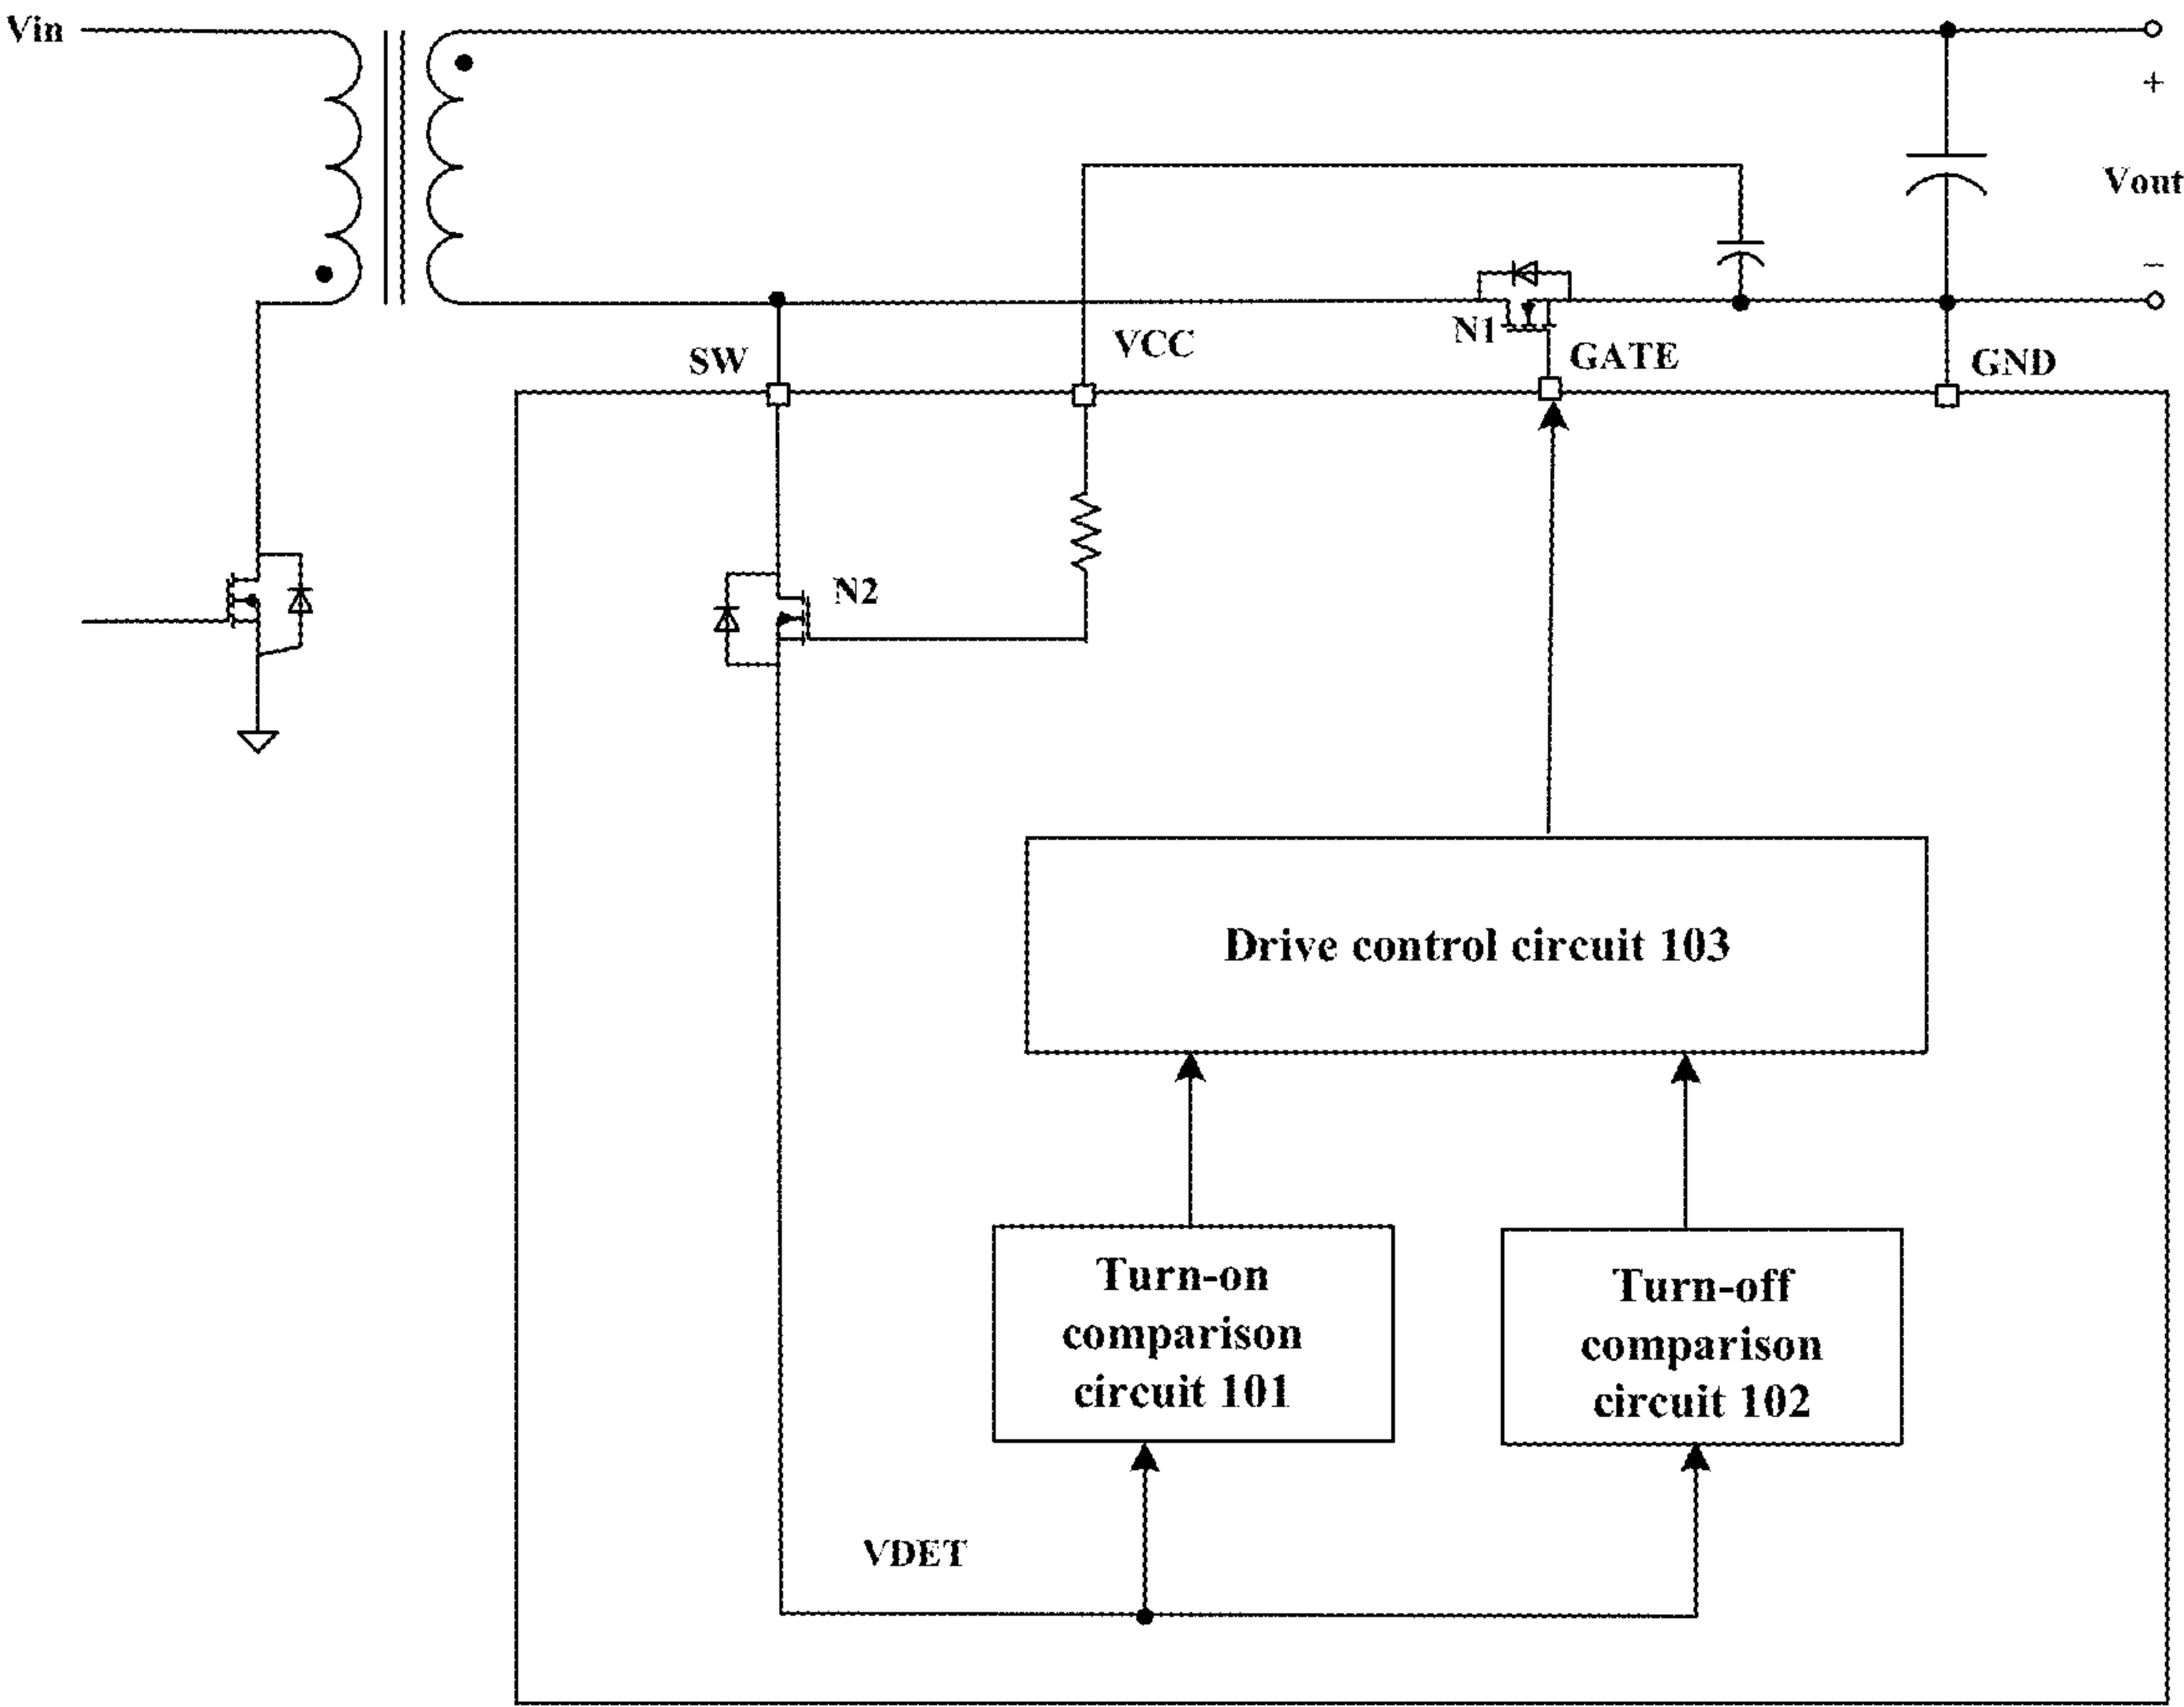 Vin
+
Vout
−
N1
VCC
SW
GATE
GND
N2
Drive control circuit 103
Turn-on
comparison
circuit 101
Turn-off
comparison
circuit 102
VDET